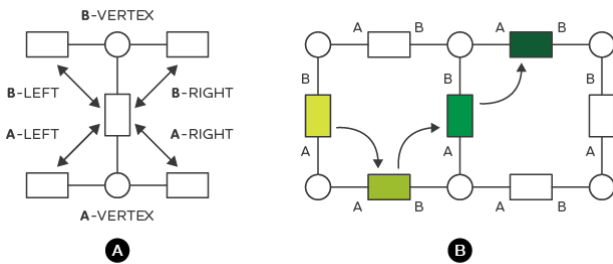 B-VERTEX
B-LEFT
B-RIGHT
A-LEFT
A-RIGHT
A-VERTEX
A
A B A B
B B B
A A A
A B A B
B